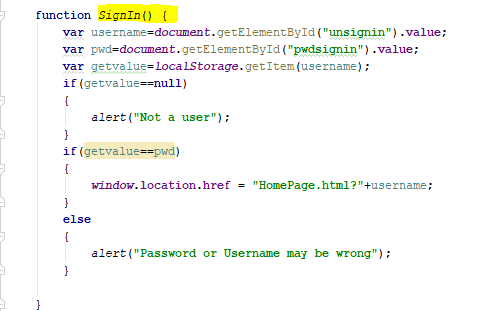 function SignIn() {
var username=document.getElementById("unsignin").value;
var pwd=document.getElementById("pwdsignin").value;
var getvalue=localStorage.getItem(username);
if(getvalue==null)
{
alert("Not a user");
}
if(getvalue==pwd)
{
window.location.href = "HomePage.html?"+username;
}
else
{
alert("Password or Username may be wrong");
}
}